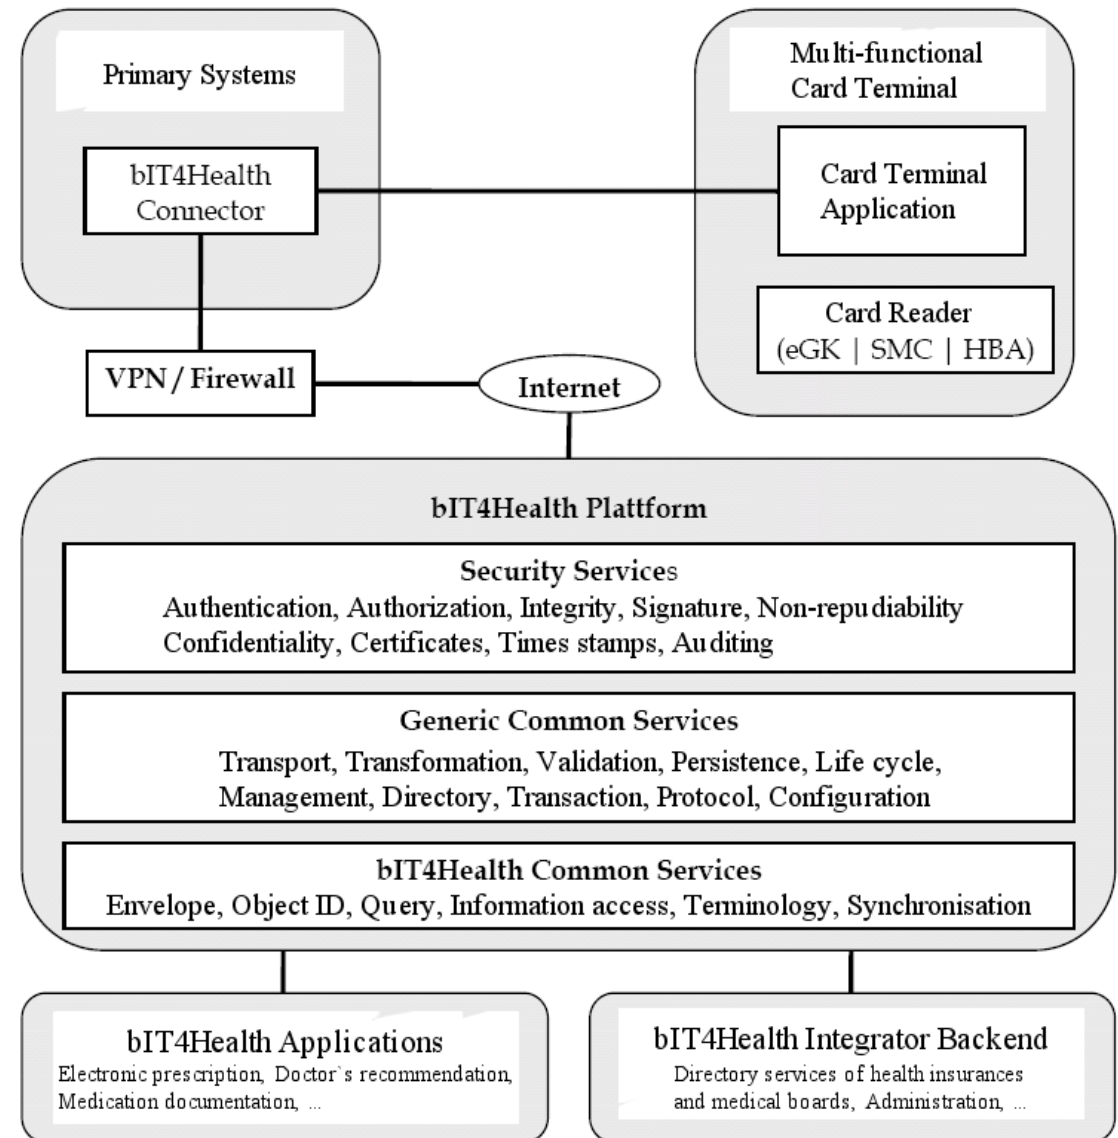 Primary Systems
bIT4Health
Connector
Multi-functional
Card Terminal
Card Terminal
Application
Card Reader
(eGK | SMC | HBA)
VPN / Firewall
Internet
bIT4Health Plattform
Security Services
Authentication, Authorization, Integrity, Signature, Non-repudiability
Confidentiality, Certificates, Times stamps, Auditing
Generic Common Services
Transport, Transformation, Validation, Persistence, Life cycle,
Management, Directory, Transaction, Protocol, Configuration
bIT4Health Common Services
Envelope, Object ID, Query, Information access, Terminology, Synchronisation
bIT4Health Applications
Electronic prescription, Doctor`s recommendation,
Medication documentation, ...
bIT4Health Integrator Backend
Directory services of health insurances
and medical boards, Administration, ...